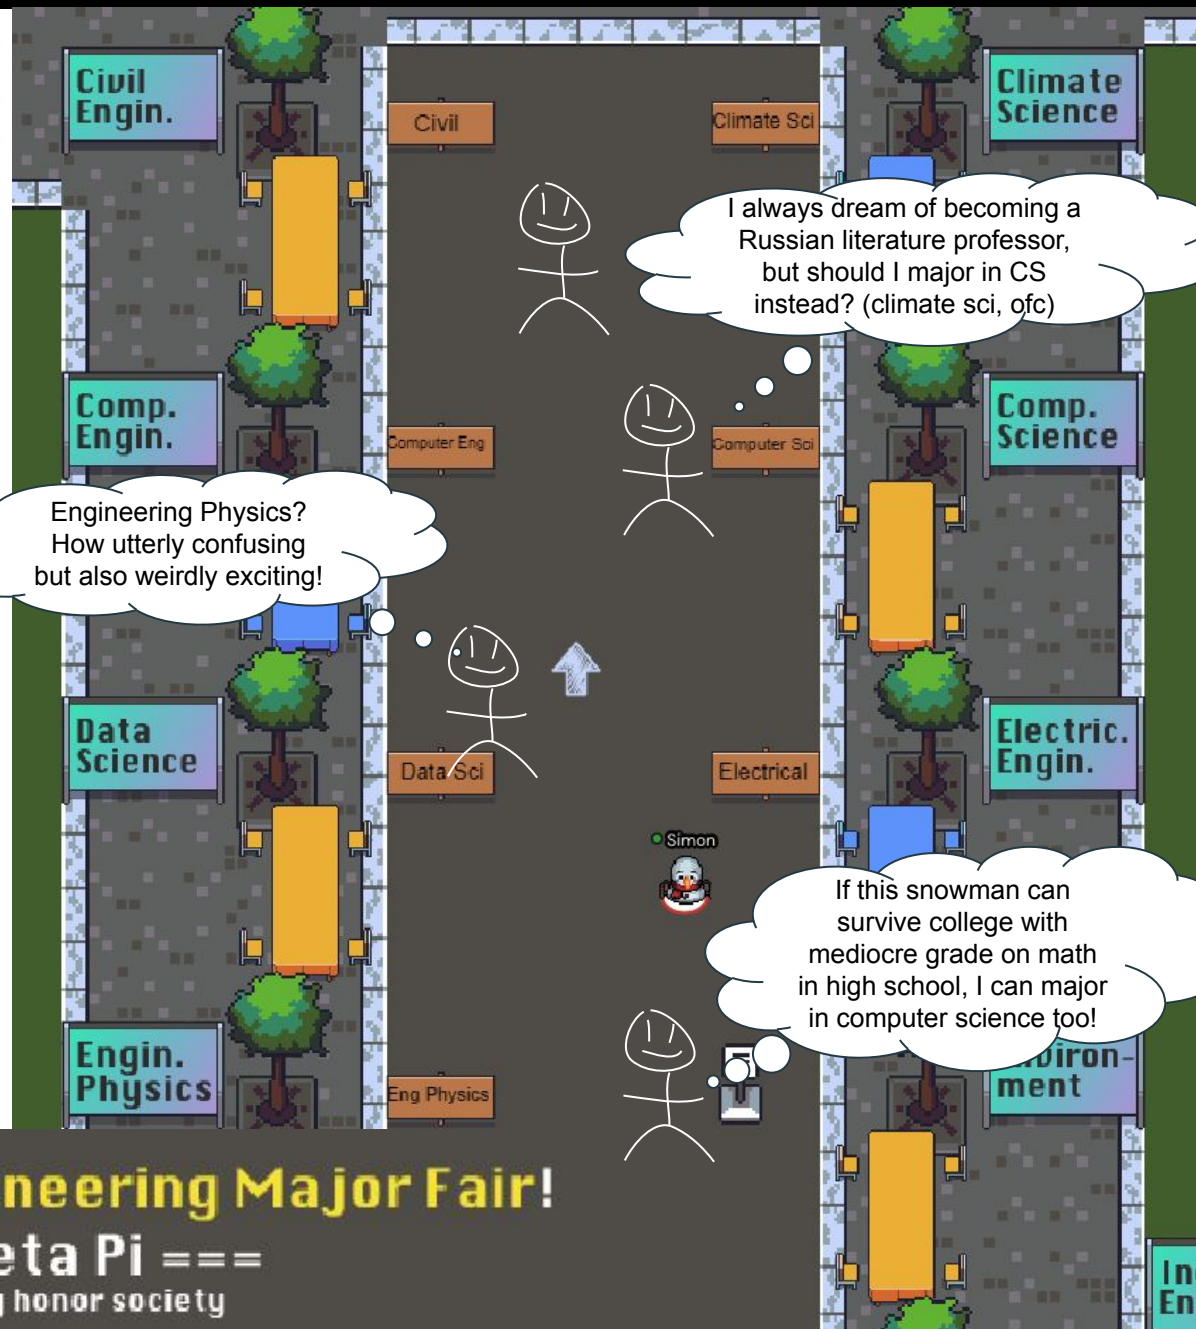 Civil
Engin.
Civil
Climate Sci
Climate
Science
I always dream of becoming a
Russian literature professor,
but should I major in CS
instead? (climate sci, ofc)
Comp.
Engin.
Computer Eng
Computer Sci
Comp.
Science
Engineering Physics?
How utterly confusing
but also weirdly exciting!
Data
Science
Data Sci
Electrical
Electric.
Engin.
Simon
If this snowman can
survive college with
mediocre grade on math
in high school, I can major
in computer science too!
Engin.
Physics
Eng Physics
ment
neering Major Fair!
eta Pi ===
honor society
In
En